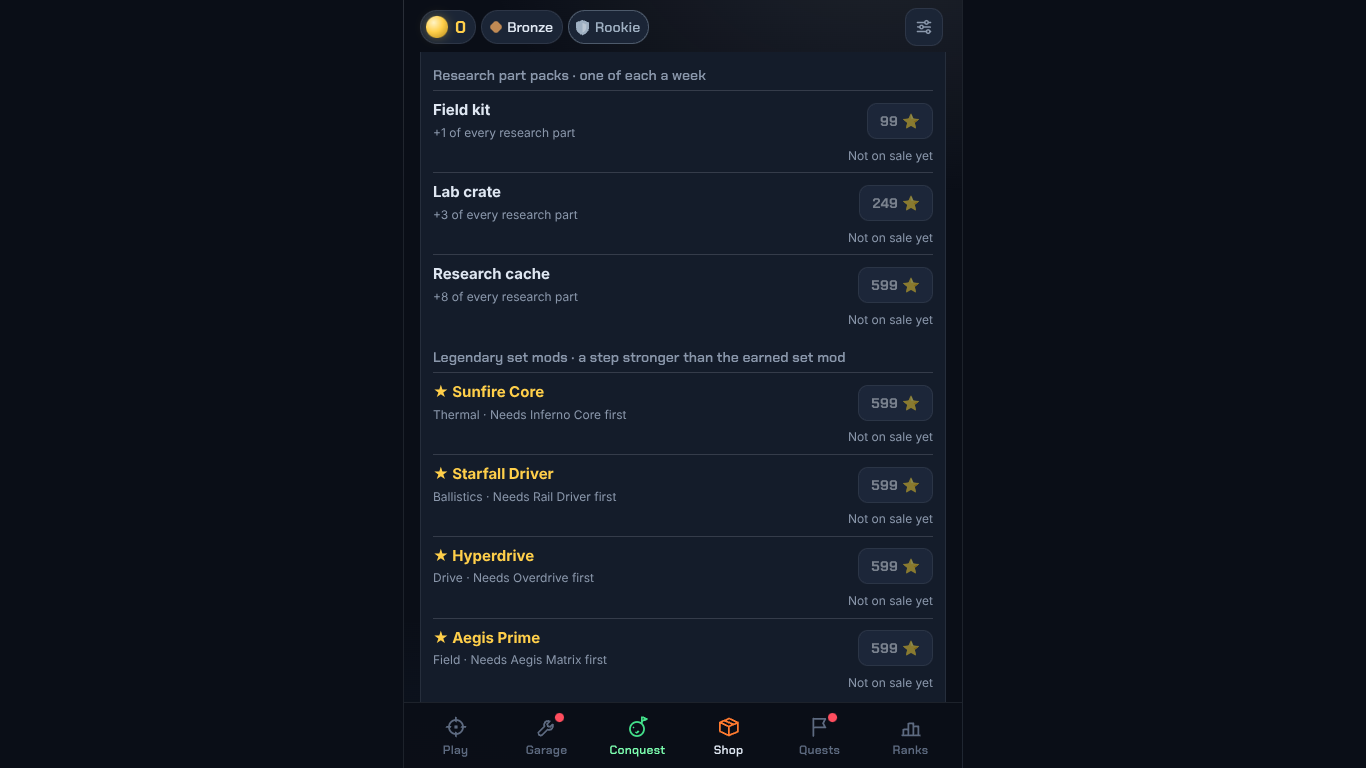 0 Bronze Rookie
Research part packs · one of each a week
Field kit
99
+1 of every research part
Not on sale yet
Lab crate
249
+3 of every research part
Not on sale yet
Research cache
599
+8 of every research part
Not on sale yet
Legendary set mods · a step stronger than the earned set mod
★ Sunfire Core
599
Thermal · Needs Inferno Core first
Not on sale yet
★ Starfall Driver
599
Ballistics · Needs Rail Driver first
Not on sale yet
★ Hyperdrive
599
Drive · Needs Overdrive first
Not on sale yet
★ Aegis Prime
599
Field · Needs Aegis Matrix first
Not on sale yet
Play Garage Conquest Shop Quests Ranks